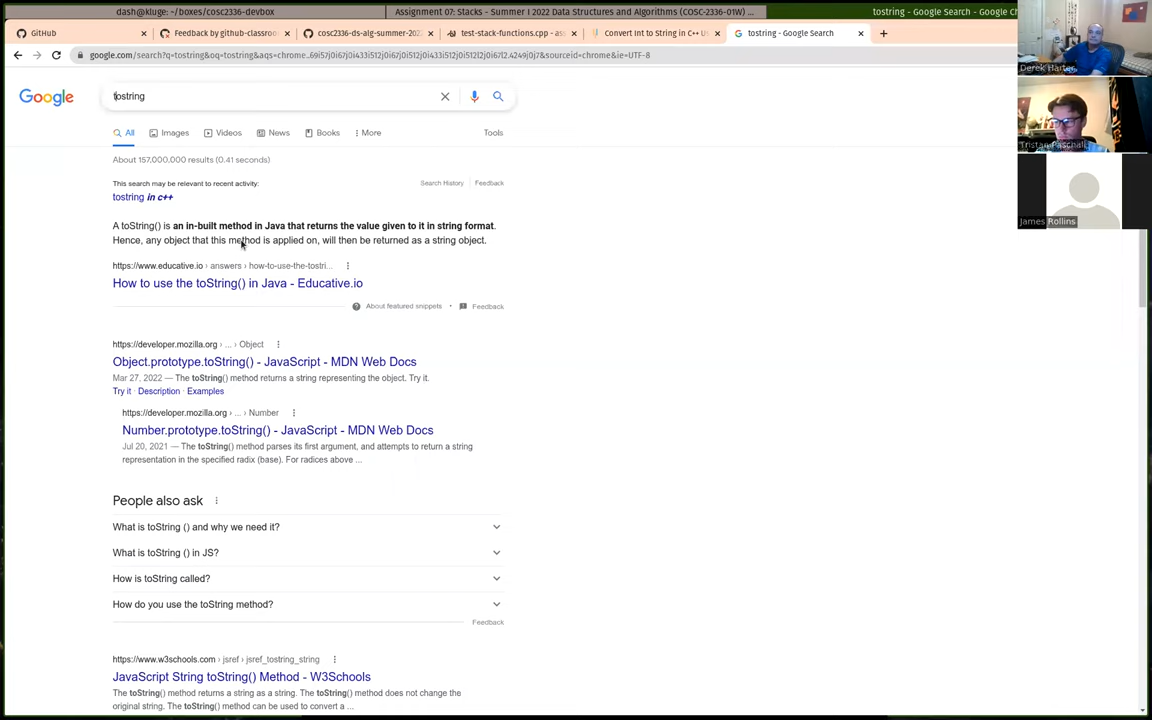 dash@kluge: ~/boxes/cosc2336-devbox
Assignment 07: Stacks - Summer I 2022 Data Structures and Algorithms (COSC-2336-01W)
tostring - Google Search - Google Ch
GitHub
Feedback by github-classroo
cosc2336-ds-alg-summer-202
test-stack-functions.cpp - ass
Convert Int to string in C++ U
tostring - Google Search
google.com/search?q=tostring&oq=tostring&aqs=chrome..
Google
tostring
All
Images
Videos
News
Books
More
Tools
About 157,000,000 results (0.41 seconds)
This search may be relevant to recent activity:
Search History
Feedback
tostring in c++
A toString() is an in-built method in Java that returns the value given to it in string format.
Hence, any object that this method is applied on, will then be returned as a string object.
https://www.educative.io › answers › how-to-use-the-tostri...
How to use the toString() in Java - Educative.io
About featured snippets
•
Feedback
https://developer.mozilla.org › ... › Object
Object.prototype.toString() - JavaScript - MDN Web Docs
Mar 27, 2022 — The toString() method returns a string representing the object. Try it.
Try it · Description · Examples
https://developer.mozilla.org › ... › Number
Number.prototype.toString() - JavaScript - MDN Web Docs
Jul 20, 2021 — The toString() method parses its first argument, and attempts to return a string
representation in the specified radix (base). For radices above ...
People also ask
What is toString () and why we need it?
What is toString () in JS?
How is toString called?
How do you use the toString method?
Feedback
https://www.w3schools.com › jsref › jsref_tostring_string
JavaScript String toString() Method - W3Schools
The toString() method returns a string as a string. The toString() method does not change the
original string. The toString() method can be used to convert a ...
Derek Harter
Tristan Paschall
James Rollins